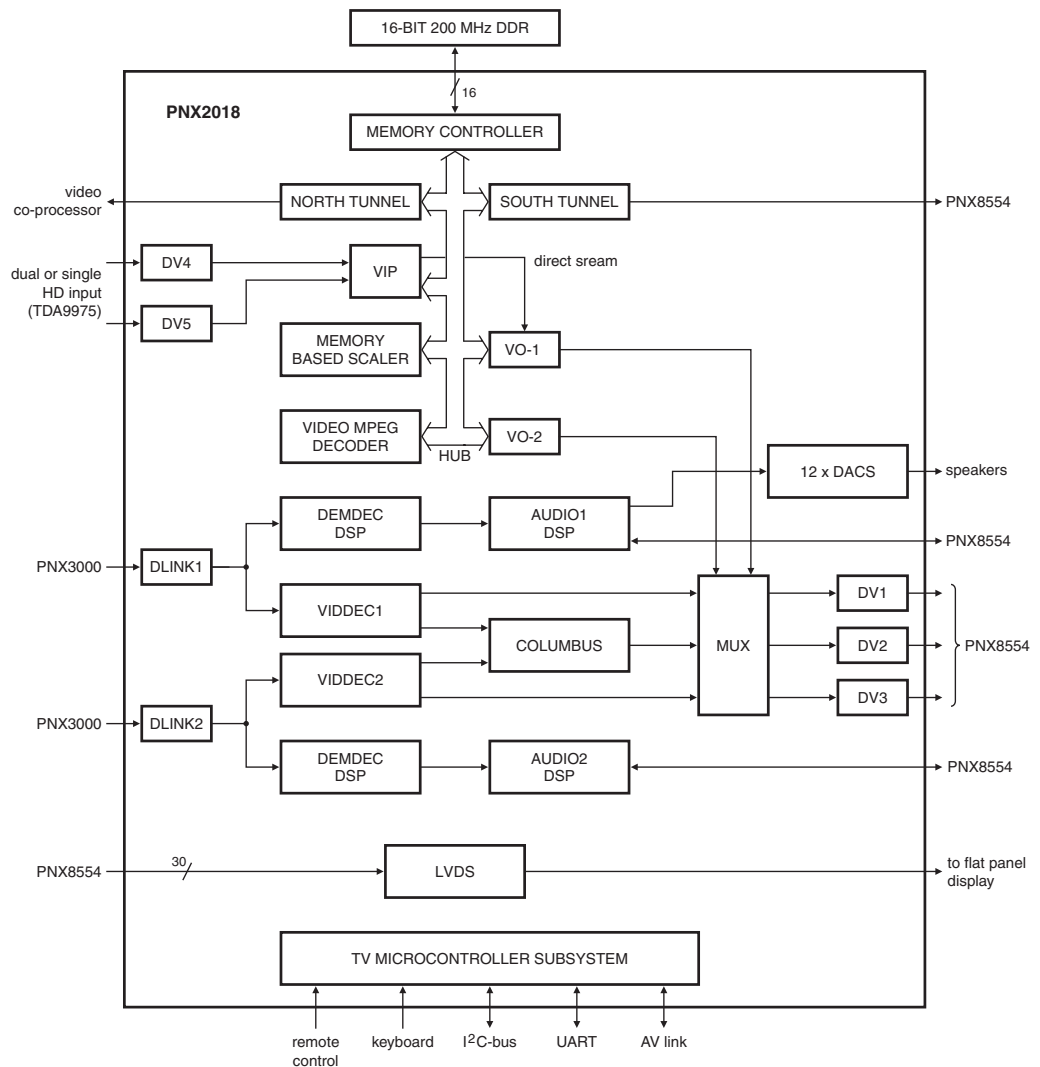 16-BIT 200 MHz DDR
16
PNX2018
MEMORY CONTROLLER
video
co-processor
NORTH TUNNEL
SOUTH TUNNEL
PNX8554
dual or single
HD input
(TDA9975)
DV4
DV5
VIP
direct sream
MEMORY
BASED SCALER
VO-1
VIDEO MPEG
DECODER
HUB
VO-2
12 x DACS
speakers
DEMDEC
DSP
AUDIO1
DSP
PNX8554
PNX3000
DLINK1
VIDDEC1
COLUMBUS
MUX
DV1
DV2
DV3
PNX8554
VIDDEC2
PNX3000
DLINK2
DEMDEC
DSP
AUDIO2
DSP
PNX8554
PNX8554
30
LVDS
to flat panel
display
TV MICROCONTROLLER SUBSYSTEM
remote
control
keyboard
I²C-bus
UART
AV link